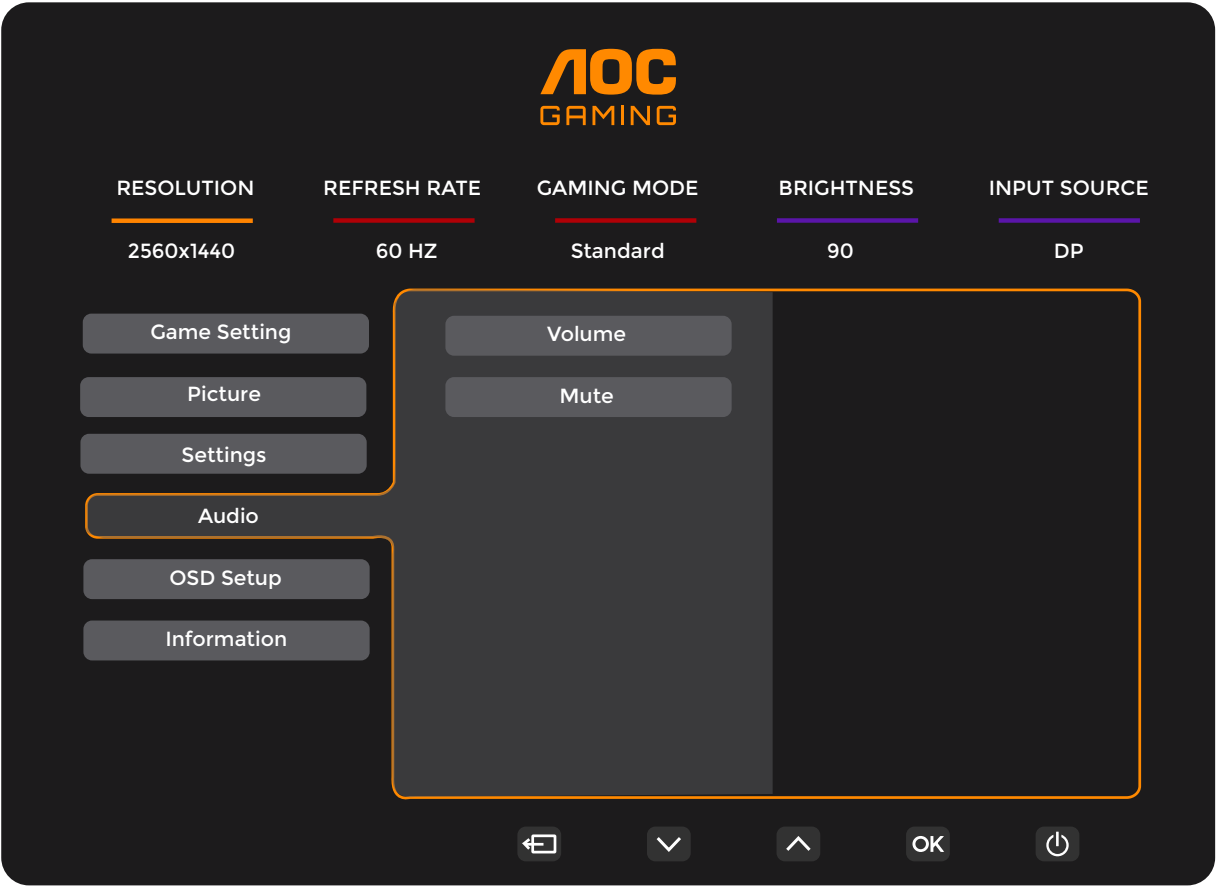 AOC
GAMING
RESOLUTION REFRESH RATE GAMING MODE BRIGHTNESS INPUT SOURCE
2560x1440 60 HZ Standard 90 DP
Game Setting
Picture
Settings
Audio
OSD Setup
Information
Volume
Mute
OK